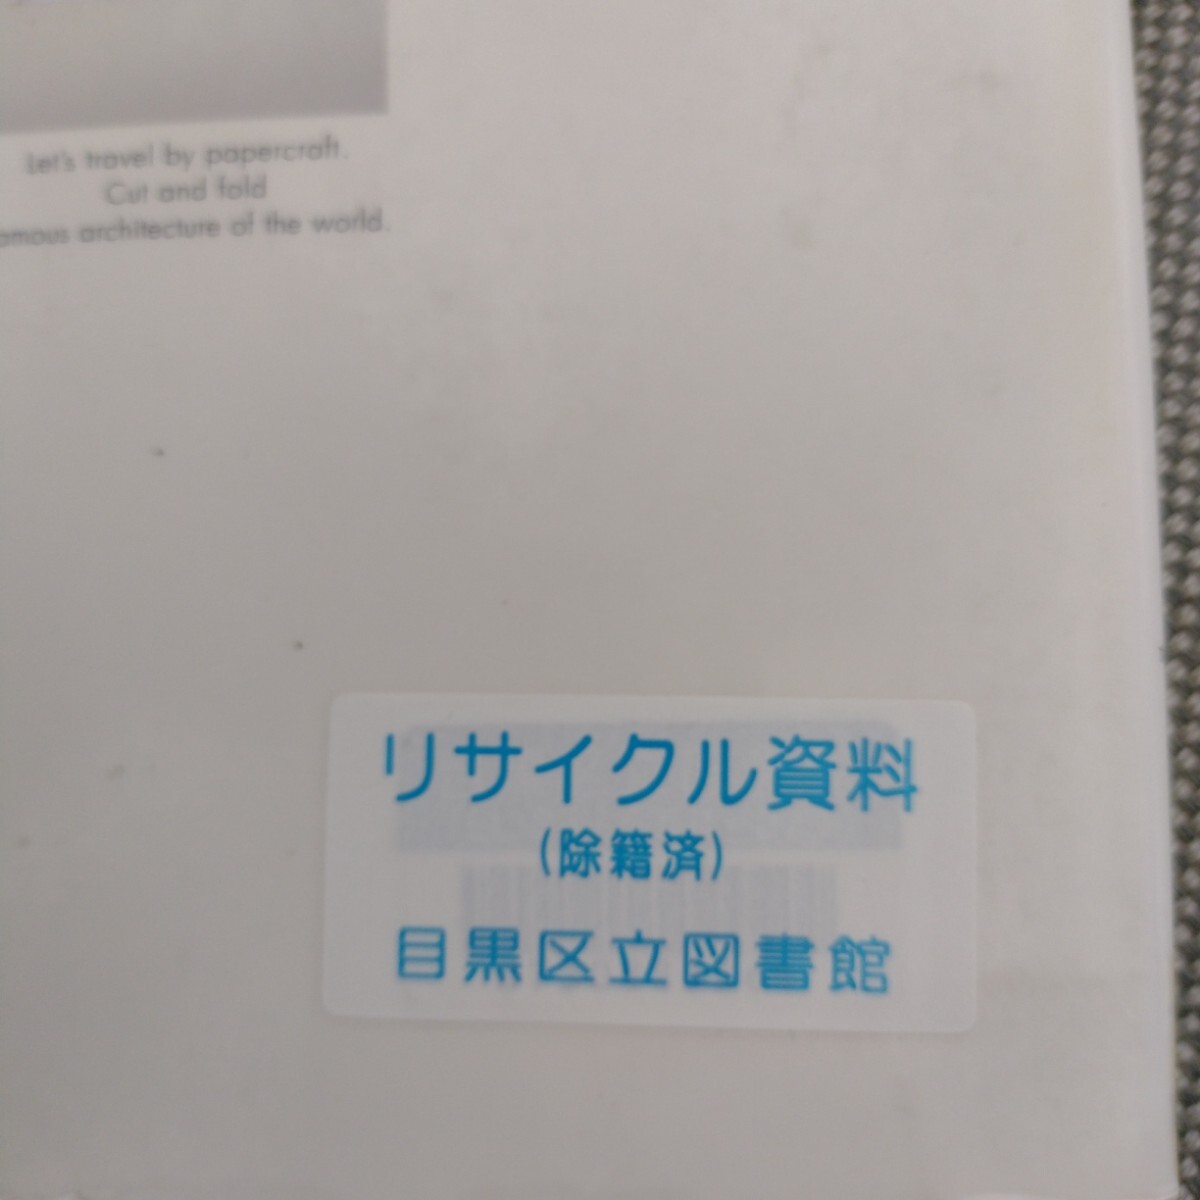 Let's travel by papercraft.
Cut and fold
amous architecture of the world.
リサイクル資料
(除籍済)
目黒区立図書館